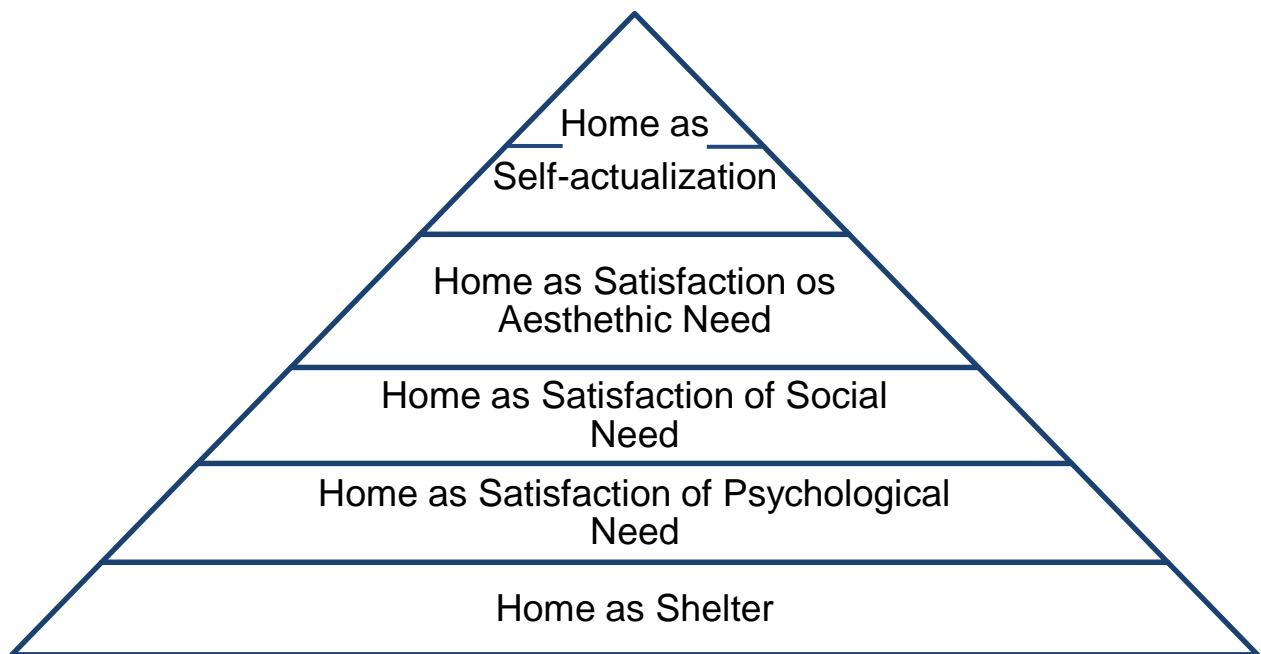 Home as
Self-actualization
Home as Satisfaction os
Aesthethic Need
Home as Satisfaction of Social
Need
Home as Satisfaction of Psychological
Need
Home as Shelter